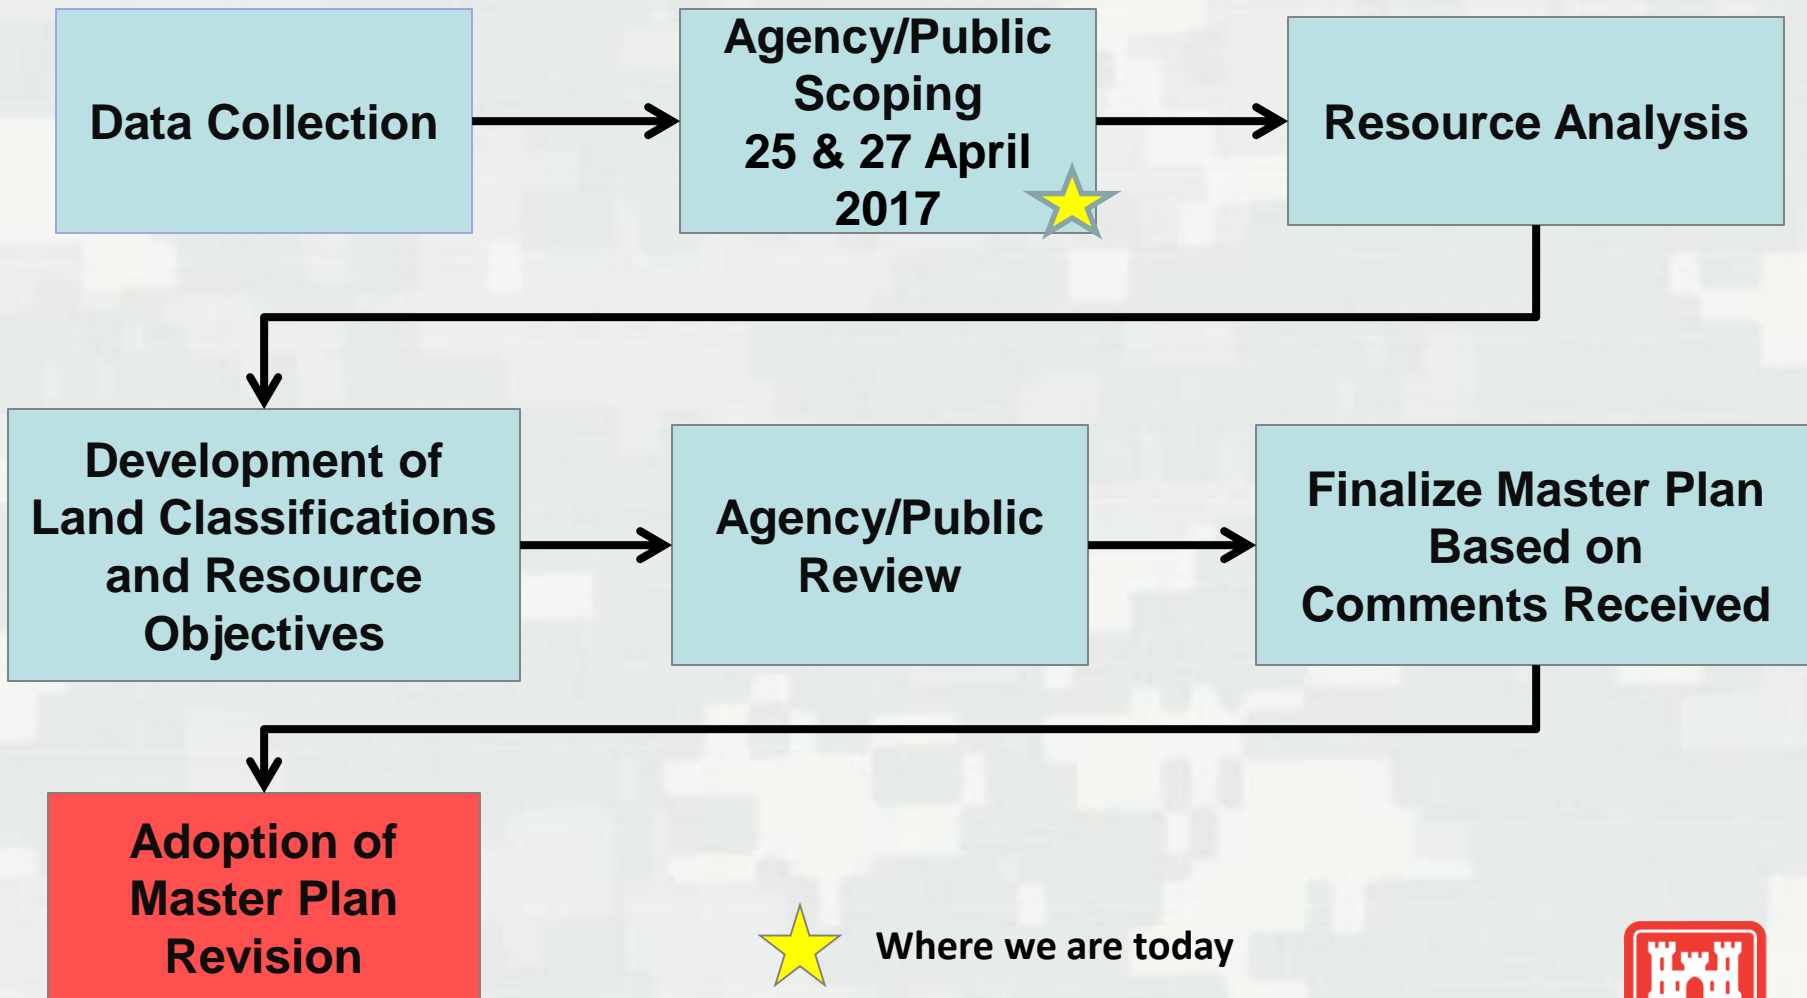 Data Collection
Agency/Public
Scoping
25 & 27 April
2017
Resource Analysis
Development of
Land Classifications
and Resource
Objectives
Agency/Public
Review
Finalize Master Plan
Based on
Comments Received
Adoption of
Master Plan
Revision
Where we are today